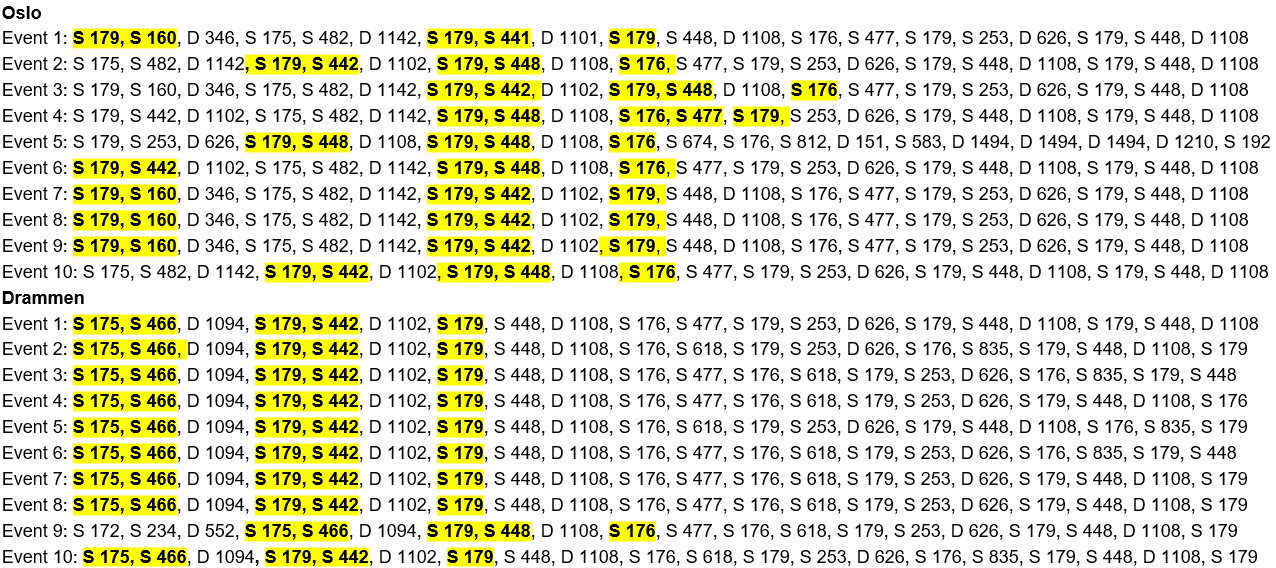 Oslo
Event 1: S 179, S 160, D 346, S 175, S 482, D 1142, S 179, S 441, D 1101, S 179, S 448, D 1108, S 176, S 477, S 179, S 253, D 626, S 179, S 448, D 1108
Event 2: S 175, S 482, D 1142, S 179, S 442, D 1102, S 179, S 448, D 1108, S 176, S 477, S 179, S 253, D 626, S 179, S 448, D 1108, S 179, S 448, D 1108
Event 3: S 179, S 160, D 346, S 175, S 482, D 1142, S 179, S 442, D 1102, S 179, S 448, D 1108, S 176, S 477, S 179, S 253, D 626, S 179, S 448, D 1108
Event 4: S 179, S 442, D 1102, S 175, S 482, D 1142, S 179, S 448, D 1108, S 176, S 477, S 179, S 253, D 626, S 179, S 448, D 1108, S 179, S 448, D 1108
Event 5: S 179, S 253, D 626, S 179, S 448, D 1108, S 179, S 448, D 1108, S 176, S 674, S 176, S 812, D 151, S 583, D 1494, D 1494, D 1494, D 1210, S 192
Event 6: S 179, S 442, D 1102, S 175, S 482, D 1142, S 179, S 448, D 1108, S 176, S 477, S 179, S 253, D 626, S 179, S 448, D 1108, S 179, S 448, D 1108
Event 7: S 179, S 160, D 346, S 175, S 482, D 1142, S 179, S 442, D 1102, S 179, S 448, D 1108, S 176, S 477, S 179, S 253, D 626, S 179, S 448, D 1108
Event 8: S 179, S 160, D 346, S 175, S 482, D 1142, S 179, S 442, D 1102, S 179, S 448, D 1108, S 176, S 477, S 179, S 253, D 626, S 179, S 448, D 1108
Event 9: S 179, S 160, D 346, S 175, S 482, D 1142, S 179, S 442, D 1102, S 179, S 448, D 1108, S 176, S 477, S 179, S 253, D 626, S 179, S 448, D 1108
Event 10: S 175, S 482, D 1142, S 179, S 442, D 1102, S 179, S 448, D 1108, S 176, S 477, S 179, S 253, D 626, S 179, S 448, D 1108, S 179, S 448, D 1108
Drammen
Event 1: S 175, S 466, D 1094, S 179, S 442, D 1102, S 179, S 448, D 1108, S 176, S 477, S 179, S 253, D 626, S 179, S 448, D 1108, S 179, S 448, D 1108
Event 2: S 175, S 466, D 1094, S 179, S 442, D 1102, S 179, S 448, D 1108, S 176, S 618, S 179, S 253, D 626, S 176, S 835, S 179, S 448, D 1108, S 179
Event 3: S 175, S 466, D 1094, S 179, S 442, D 1102, S 179, S 448, D 1108, S 176, S 477, S 176, S 618, S 179, S 253, D 626, S 176, S 835, S 179, S 448
Event 4: S 175, S 466, D 1094, S 179, S 442, D 1102, S 179, S 448, D 1108, S 176, S 477, S 176, S 618, S 179, S 253, D 626, S 179, S 448, D 1108, S 176
Event 5: S 175, S 466, D 1094, S 179, S 442, D 1102, S 179, S 448, D 1108, S 176, S 618, S 179, S 253, D 626, S 179, S 448, D 1108, S 176, S 835, S 179
Event 6: S 175, S 466, D 1094, S 179, S 442, D 1102, S 179, S 448, D 1108, S 176, S 477, S 176, S 618, S 179, S 253, D 626, S 176, S 835, S 179, S 448
Event 7: S 175, S 466, D 1094, S 179, S 442, D 1102, S 179, S 448, D 1108, S 176, S 477, S 176, S 618, S 179, S 253, D 626, S 179, S 448, D 1108, S 179
Event 8: S 175, S 466, D 1094, S 179, S 442, D 1102, S 179, S 448, D 1108, S 176, S 477, S 176, S 618, S 179, S 253, D 626, S 179, S 448, D 1108, S 179
Event 9: S 172, S 234, D 552, S 175, S 466, D 1094, S 179, S 448, D 1108, S 176, S 477, S 176, S 618, S 179, S 253, D 626, S 179, S 448, D 1108, S 179
Event 10: S 175, S 466, D 1094, S 179, S 442, D 1102, S 179, S 448, D 1108, S 176, S 618, S 179, S 253, D 626, S 176, S 835, S 179, S 448, D 1108, S 179